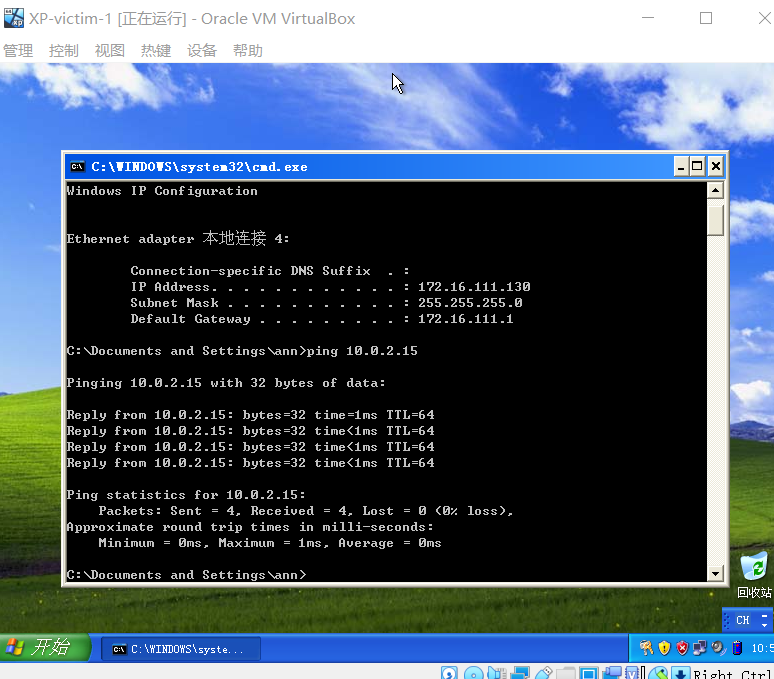 XP-victim-1 [正在运行] - Oracle VM VirtualBox
管理 控制 视图 热键 设备 帮助
C:\WINDOWS\system32\cmd.exe
Windows IP Configuration
Ethernet adapter 本地连接 4:
Connection-specific DNS Suffix  . :
IP Address. . . . . . . . . . . . : 172.16.111.130
Subnet Mask . . . . . . . . . . . : 255.255.255.0
Default Gateway . . . . . . . . . : 172.16.111.1
C:\Documents and Settings\ann>ping 10.0.2.15
Pinging 10.0.2.15 with 32 bytes of data:
Reply from 10.0.2.15: bytes=32 time=1ms TTL=64
Reply from 10.0.2.15: bytes=32 time<1ms TTL=64
Reply from 10.0.2.15: bytes=32 time<1ms TTL=64
Reply from 10.0.2.15: bytes=32 time<1ms TTL=64
Ping statistics for 10.0.2.15:
Packets: Sent = 4, Received = 4, Lost = 0 (0% loss),
Approximate round trip times in milli-seconds:
Minimum = 0ms, Maximum = 1ms, Average = 0ms
C:\Documents and Settings\ann>
回收站
CH
开始 C:\WINDOWS\syste...
Right Ctrl